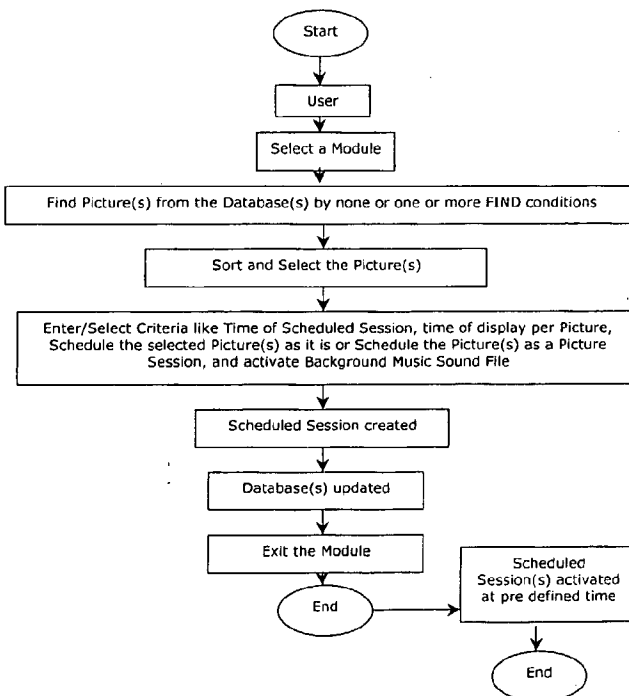 Start
User
Select a Module
Find Picture(s) from the Database(s) by none or one or more FIND conditions
Sort and Select the Picture(s)
Enter/Select Criteria like Time of Scheduled Session, time of display per Picture,
Schedule the selected Picture(s) as it is or Schedule the Picture(s) as a Picture
Session, and activate Background Music Sound File
Scheduled Session created
Database(s) updated
Exit the Module
End
Scheduled
Session(s) activated
at pre defined time
End